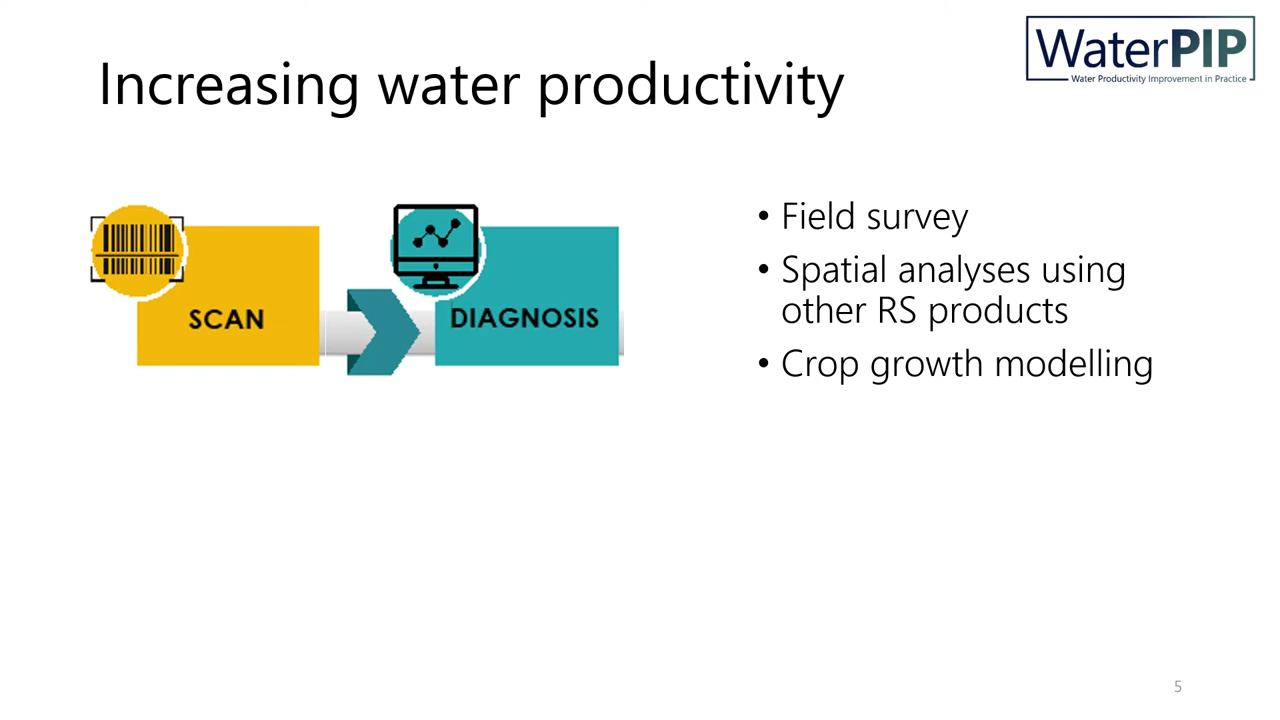 WaterPIP
Water Productivity Improvement in Practice
Increasing water productivity
SCAN
DIAGNOSIS
• Field survey
• Spatial analyses using
other RS products
• Crop growth modelling
5